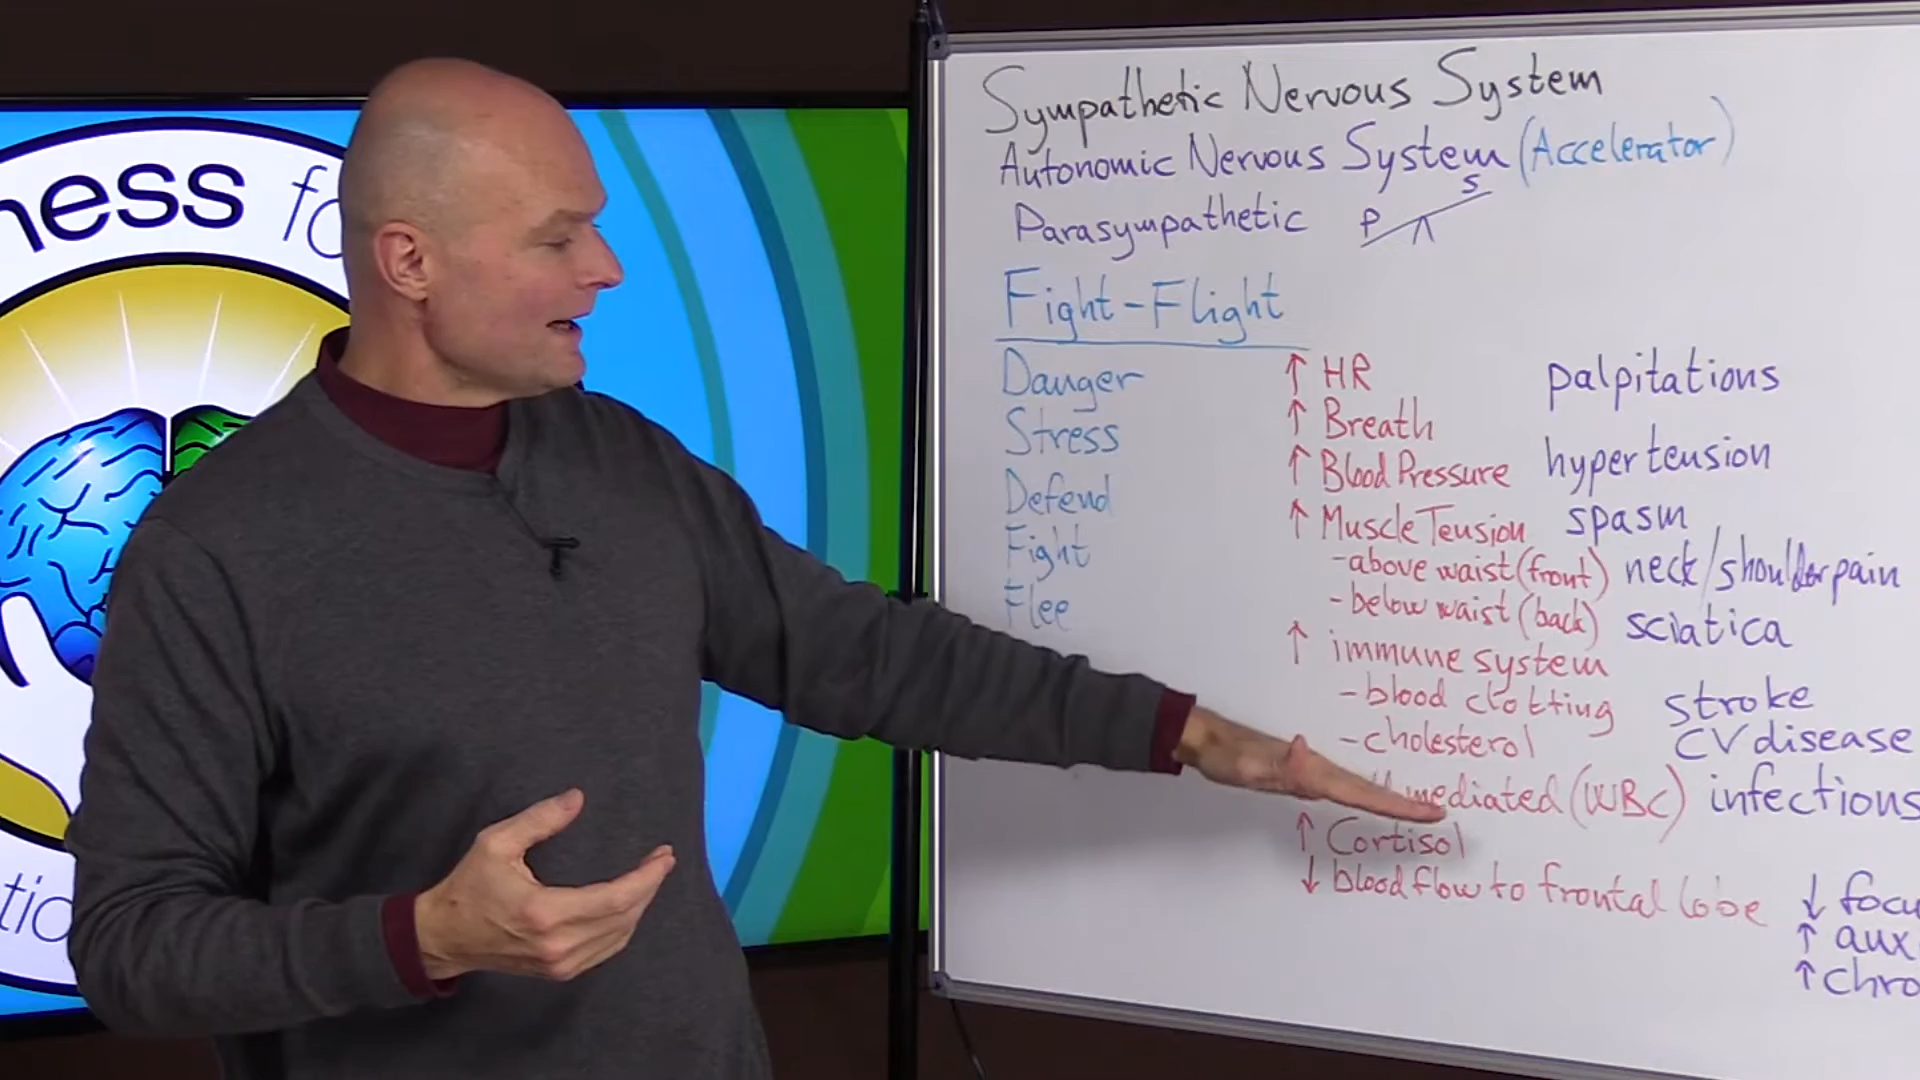 Sympathetic Nervous System
Autonomic Nervous System (Accelerator)
Parasympathetic P S
Fight-Flight
Danger
Stress
Defend
Fight
Flee
↑ HR palpitations
↑ Breath
↑ Blood Pressure hypertension
↑ Muscle Tension spasm
-above waist (front) neck/shoulder pain
-below waist (back) sciatica
↑ immune system
-blood clotting stroke
-cholesterol CV disease
mediated (WBC) infections
↑ Cortisol
↓ blood flow to frontal lobe ↓ focu
↑ aux
↑ chro
ness fo
tio